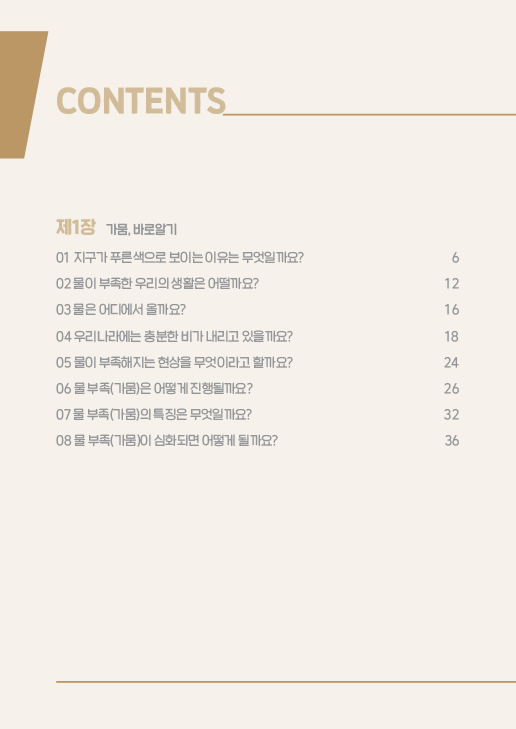 CONTENTS
제1장 가뭄, 바로알기
01 지구가 푸른색으로 보이는 이유는 무엇일까요? 6
02 물이 부족한 우리의 생활은 어떨까요? 12
03 물은 어디에서 올까요? 16
04 우리나라에는 충분한 비가 내리고 있을까요? 18
05 물이 부족해지는 현상을 무엇이라고 할까요? 24
06 물 부족(가뭄)은 어떻게 진행될까요? 26
07 물 부족(가뭄)의 특징은 무엇일까요? 32
08 물 부족(가뭄)이 심화되면 어떻게 될까요? 36